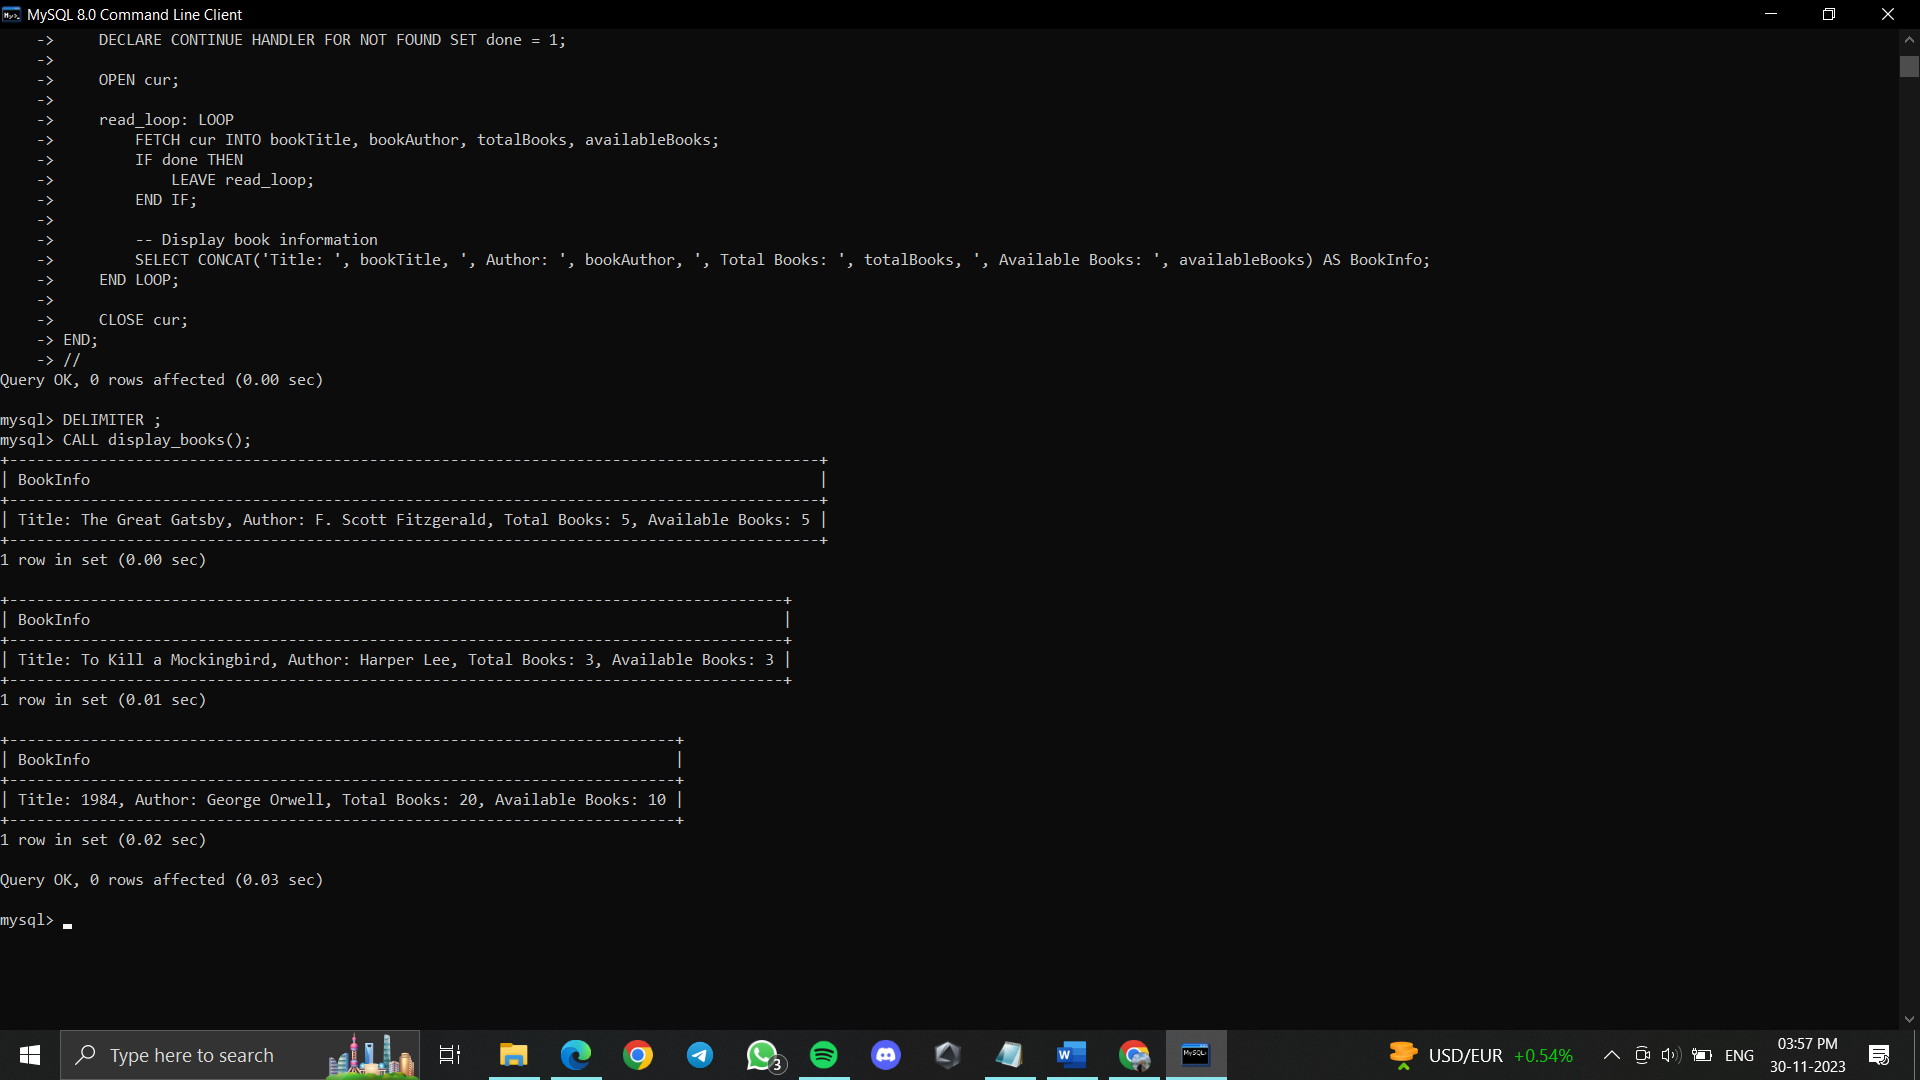 MySQL 8.0 Command Line Client
    ->     DECLARE CONTINUE HANDLER FOR NOT FOUND SET done = 1;
    ->
    ->     OPEN cur;
    ->
    ->     read_loop: LOOP
    ->         FETCH cur INTO bookTitle, bookAuthor, totalBooks, availableBooks;
    ->         IF done THEN
    ->             LEAVE read_loop;
    ->         END IF;
    ->
    ->         -- Display book information
    ->         SELECT CONCAT('Title: ', bookTitle, ', Author: ', bookAuthor, ', Total Books: ', totalBooks, ', Available Books: ', availableBooks) AS BookInfo;
    ->     END LOOP;
    ->
    ->     CLOSE cur;
    -> END;
    -> //
Query OK, 0 rows affected (0.00 sec)

mysql> DELIMITER ;
mysql> CALL display_books();
+------------------------------------------------------------------------------------------+
| BookInfo                                                                                 |
+------------------------------------------------------------------------------------------+
| Title: The Great Gatsby, Author: F. Scott Fitzgerald, Total Books: 5, Available Books: 5 |
+------------------------------------------------------------------------------------------+
1 row in set (0.00 sec)

+--------------------------------------------------------------------------------------+
| BookInfo                                                                             |
+--------------------------------------------------------------------------------------+
| Title: To Kill a Mockingbird, Author: Harper Lee, Total Books: 3, Available Books: 3 |
+--------------------------------------------------------------------------------------+
1 row in set (0.01 sec)

+--------------------------------------------------------------------------+
| BookInfo                                                                 |
+--------------------------------------------------------------------------+
| Title: 1984, Author: George Orwell, Total Books: 20, Available Books: 10 |
+--------------------------------------------------------------------------+
1 row in set (0.02 sec)

Query OK, 0 rows affected (0.03 sec)

mysql> _
Type here to search
3
MySQL
USD/EUR +0.54%
ENG
03:57 PM
30-11-2023